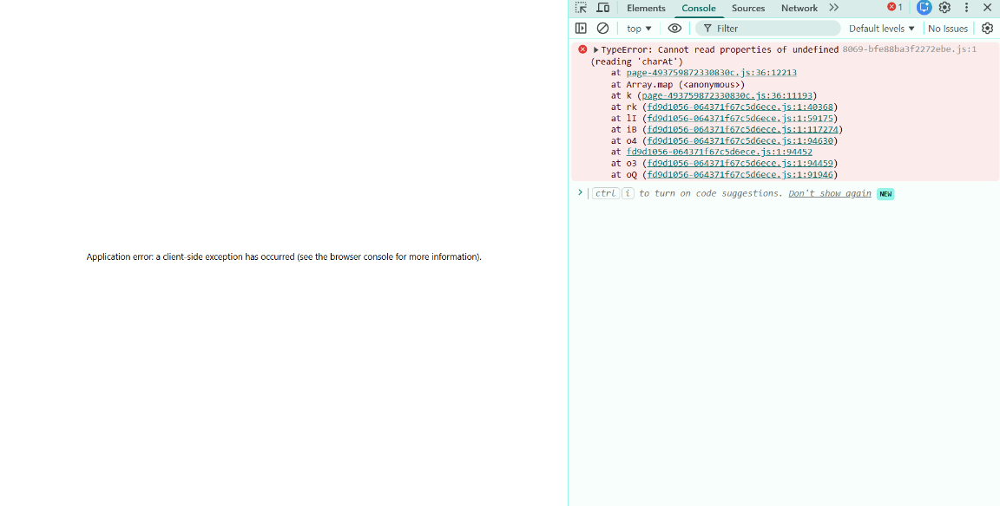 Elements Console Sources Network 1
top Filter Default levels No Issues
TypeError: Cannot read properties of undefined 8069-bfe88ba3f2272ebe.js:1
(reading 'charAt')
at page-493759872330830c.js:36:12213
at Array.map (<anonymous>)
at k (page-493759872330830c.js:36:11193)
at rk (fd9d1056-064371f67c5d6ece.js:1:40368)
at lI (fd9d1056-064371f67c5d6ece.js:1:59175)
at iB (fd9d1056-064371f67c5d6ece.js:1:117274)
at o4 (fd9d1056-064371f67c5d6ece.js:1:94630)
at fd9d1056-064371f67c5d6ece.js:1:94452
at o3 (fd9d1056-064371f67c5d6ece.js:1:94459)
at oQ (fd9d1056-064371f67c5d6ece.js:1:91946)
ctrl i to turn on code suggestions. Don't show again NEW
Application error: a client-side exception has occurred (see the browser console for more information).